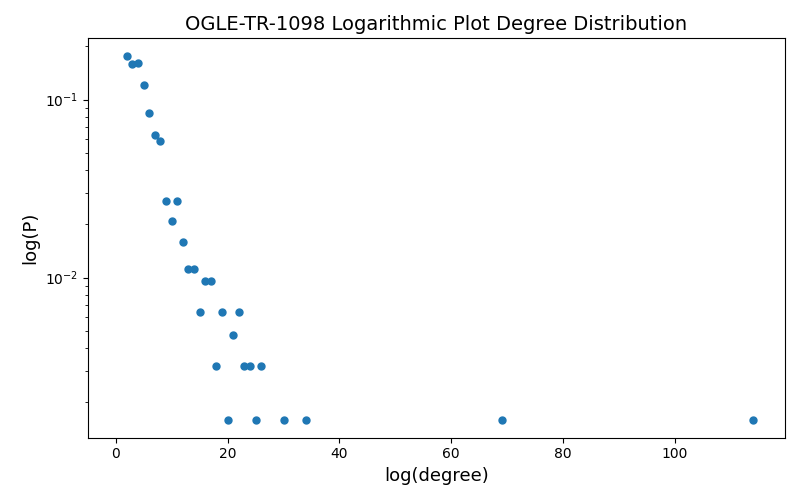 OGLE-TR-1098 Logarithmic Plot Degree Distribution
log(P)
10⁻¹
10⁻²
0 20 40 60 80 100
log(degree)